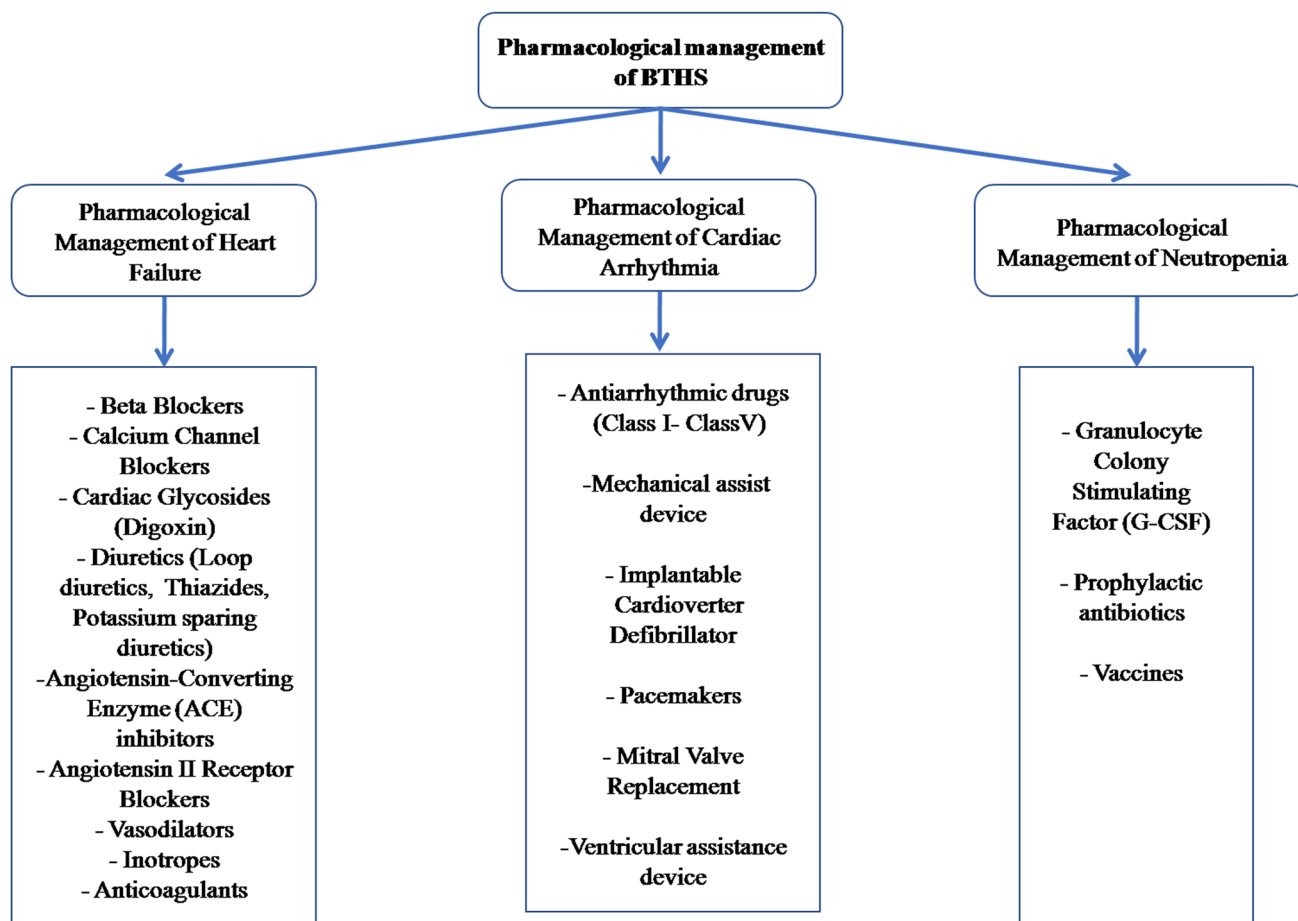 Pharmacological management
of BTHS
Pharmacological
Management of Heart
Failure
Pharmacological
Management of Cardiac
Arrhythmia
Pharmacological
Management of Neutropenia
- Beta Blockers
- Calcium Channel
Blockers
- Cardiac Glycosides
(Digoxin)
- Diuretics (Loop
diuretics, Thiazides,
Potassium sparing
diuretics)
-Angiotensin-Converting
Enzyme (ACE)
inhibitors
- Angiotensin II Receptor
Blockers
- Vasodilators
- Inotropes
- Anticoagulants
- Antiarrhythmic drugs
(Class I- ClassV)
-Mechanical assist
device
- Implantable
Cardioverter
Defibrillator
- Pacemakers
- Mitral Valve
Replacement
-Ventricular assistance
device
- Granulocyte
Colony
Stimulating
Factor (G-CSF)
- Prophylactic
antibiotics
- Vaccines